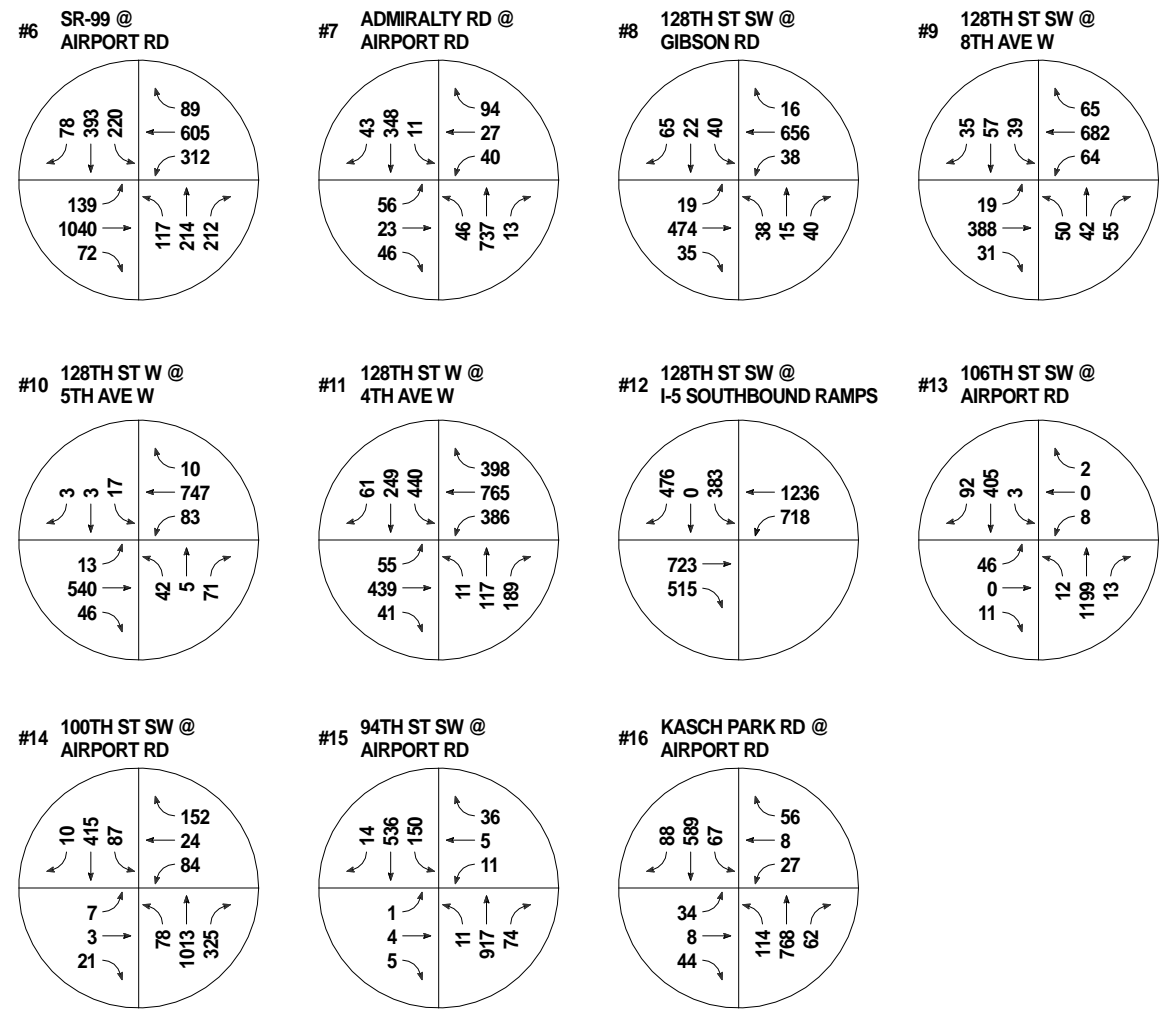 #6 SR-99 @
AIRPORT RD
78 393 220
89
605
312
139
1040
72
117 214 212
#7 ADMIRALTY RD @
AIRPORT RD
43 348 11
94
27
40
56
23
46
46 737 13
#8 128TH ST SW @
GIBSON RD
65 22 40
16
656
38
19
474
35
38 15 40
#9 128TH ST SW @
8TH AVE W
35 57 39
65
682
64
19
388
31
50 42 55
#10 128TH ST W @
5TH AVE W
3 3 17
10
747
83
13
540
46
42 5 71
#11 128TH ST W @
4TH AVE W
61 249 440
398
765
386
55
439
41
11 117 189
#12 128TH ST SW @
I-5 SOUTHBOUND RAMPS
476 0 383
1236
718
723
515
#13 106TH ST SW @
AIRPORT RD
92 405 3
2
0
8
46
0
11
12 1199 13
#14 100TH ST SW @
AIRPORT RD
10 415 87
152
24
84
7
3
21
78 1013 325
#15 94TH ST SW @
AIRPORT RD
14 536 150
36
5
11
1
4
5
11 917 74
#16 KASCH PARK RD @
AIRPORT RD
88 589 67
56
8
27
34
8
44
114 768 62